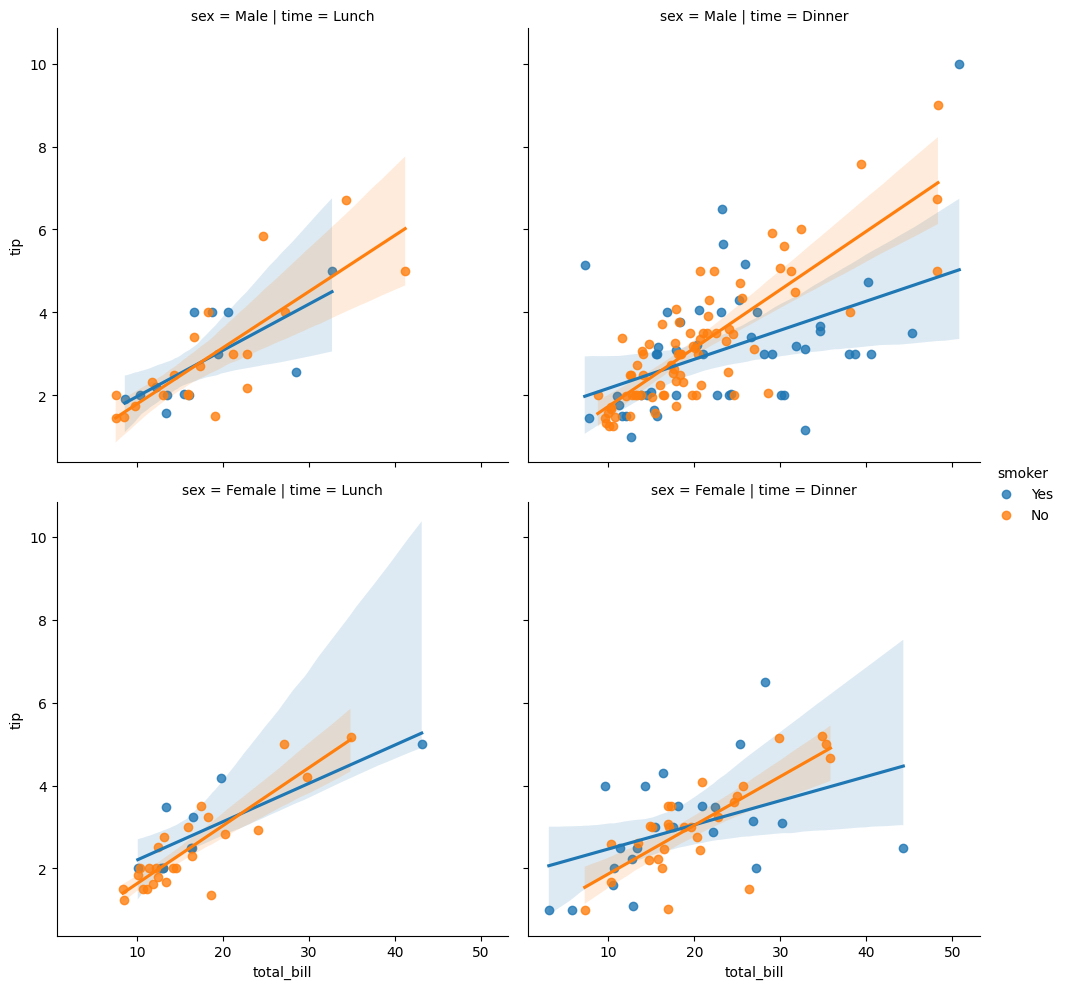 sex = Male | time = Lunch
sex = Male | time = Dinner
10
8
6
4
2
tip
sex = Female | time = Lunch
sex = Female | time = Dinner
smoker
Yes
No
10
8
6
4
2
tip
10 20 30 40 50
10 20 30 40 50
total_bill
total_bill